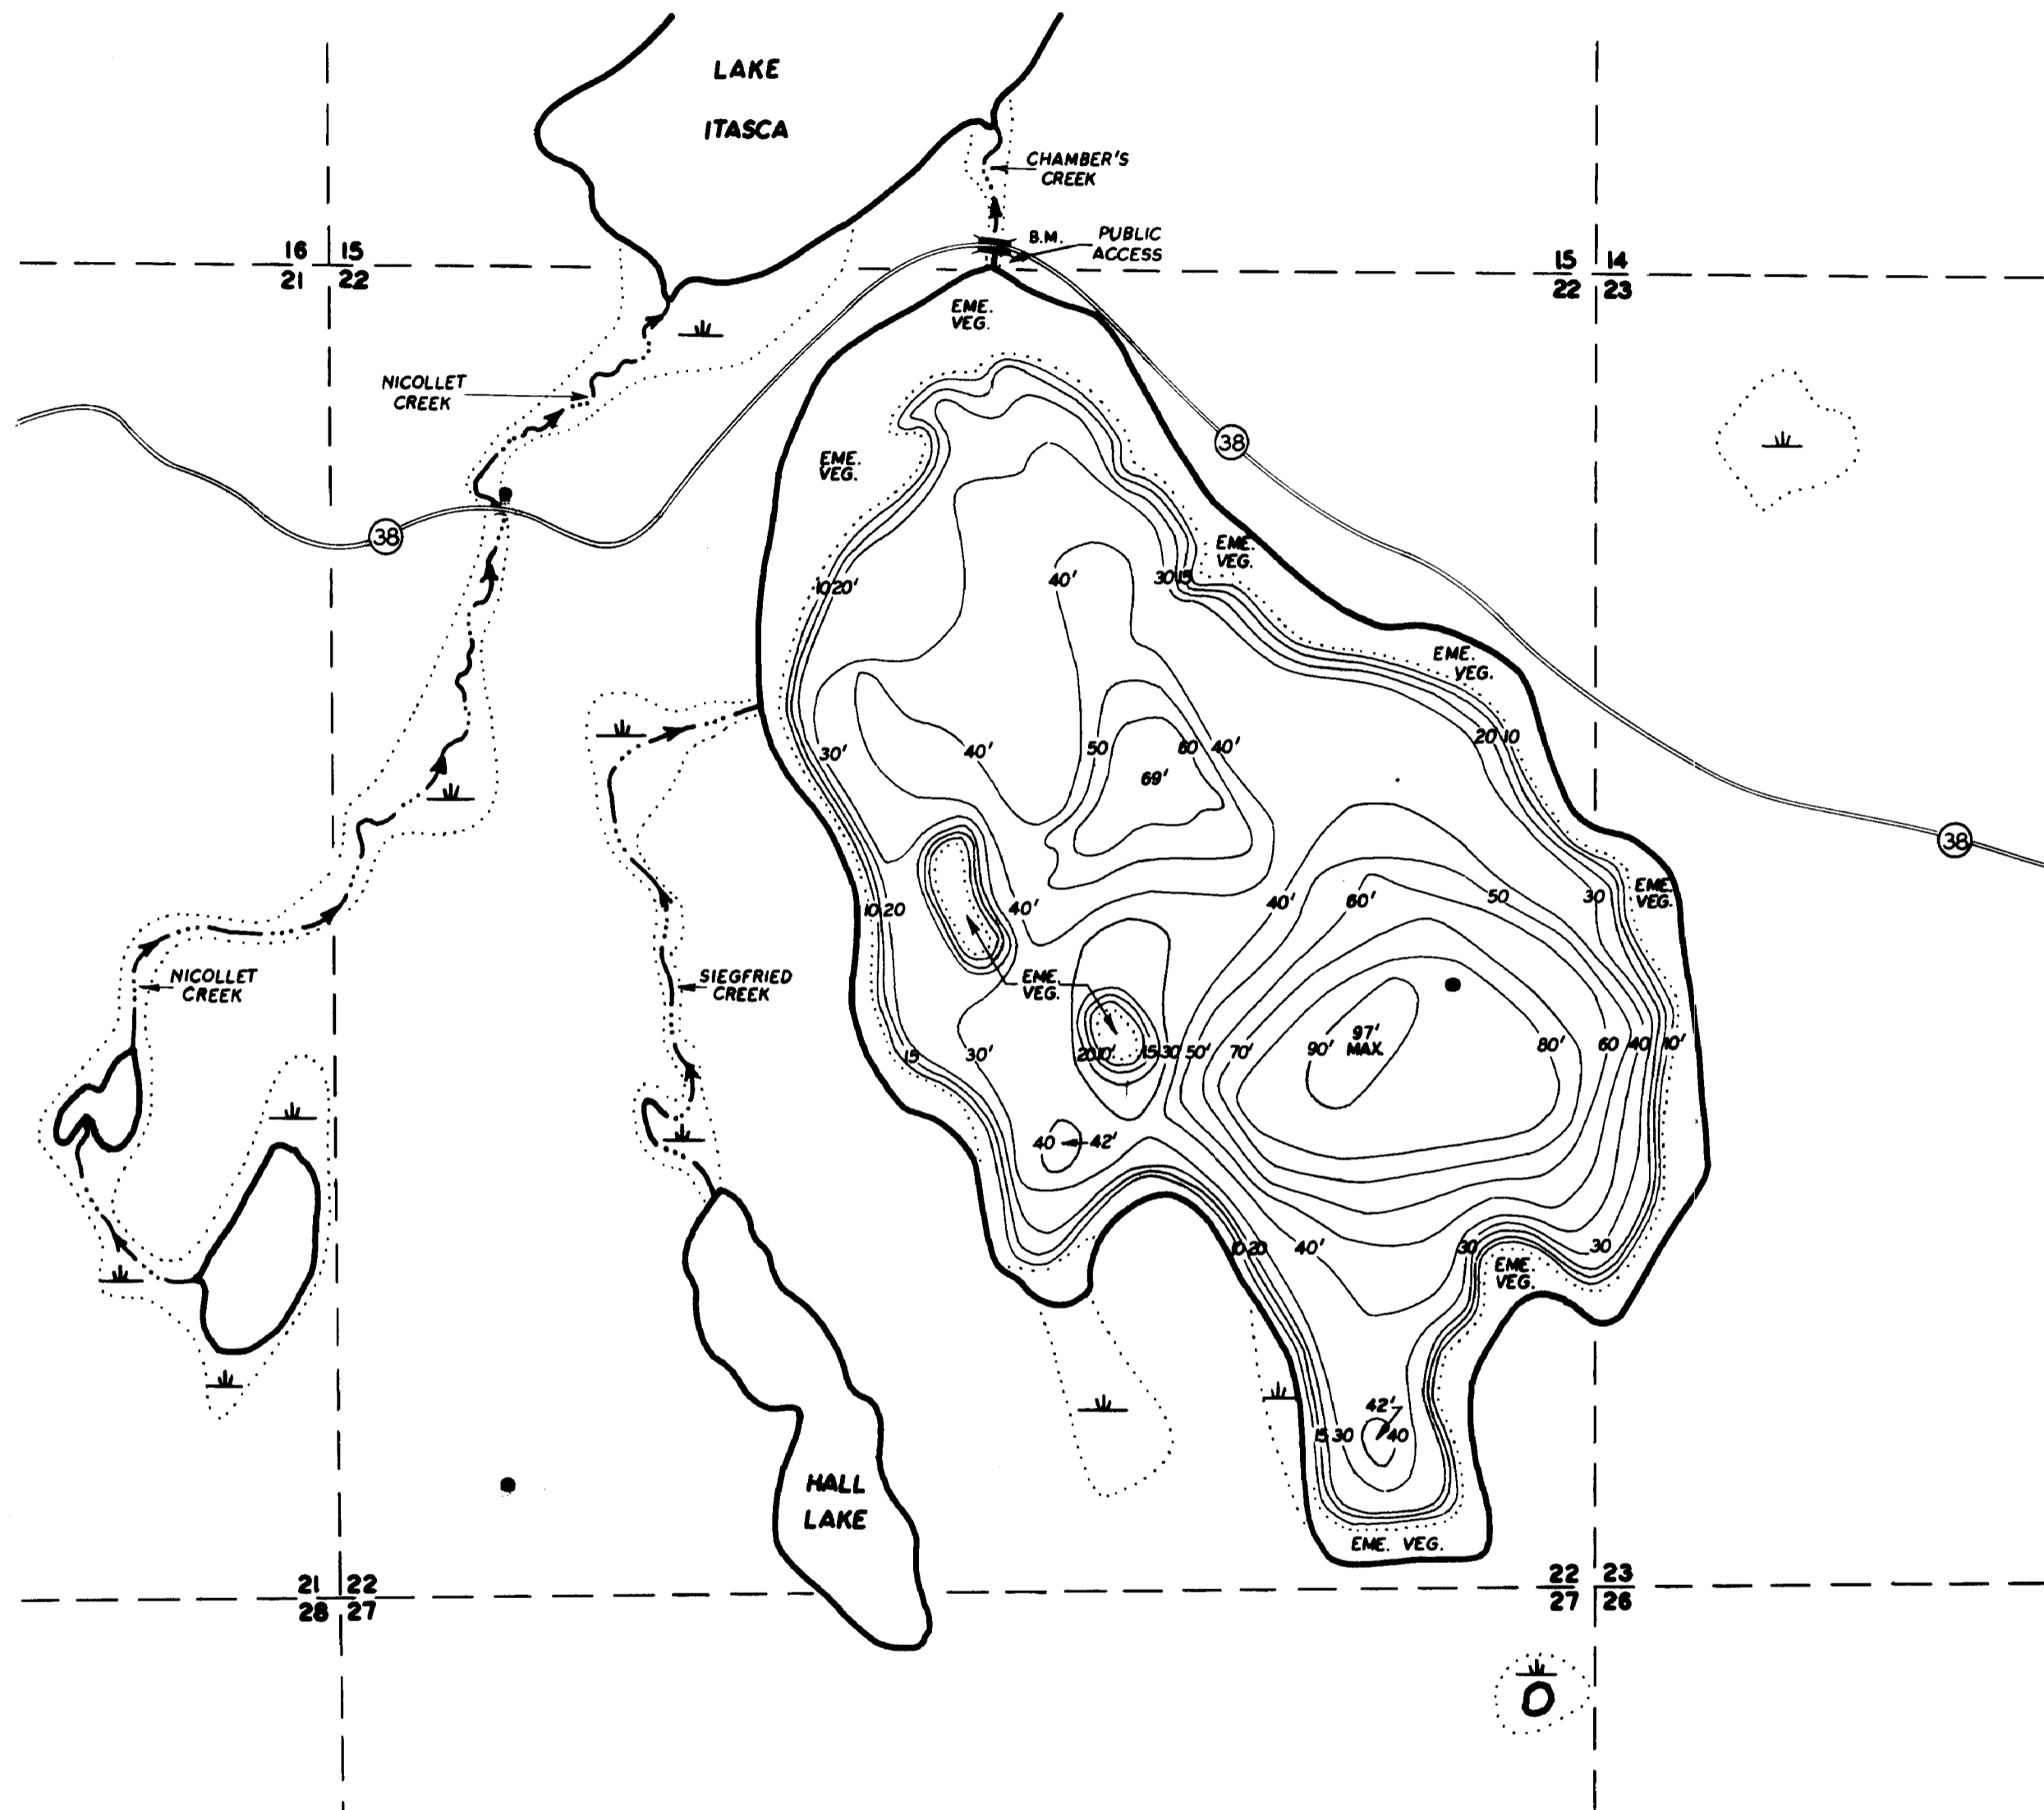 LAKE
ITASCA
CHAMBER'S
CREEK
B.M.
PUBLIC
ACCESS
16 15
21 22
15 14
22 23
EME.
VEG.
NICOLLET
CREEK
38
EME.
VEG.
38
EME.
VEG.
10 20'
40'
30 15
EME.
VEG.
20 10
30'
40'
50
60
40'
69'
38
EME.
VEG.
10 20
40'
40'
60'
50
30
NICOLLET
CREEK
SIEGFRIED
CREEK
EME.
VEG.
97'
MAX.
15
30'
20 10'
15 30
50'
70'
90'
80'
60
40
10'
40
42'
10 20
40'
30
30
EME.
VEG.
42'
15 30
40
HALL
LAKE
EME. VEG.
21 22
28 27
22 23
27 26